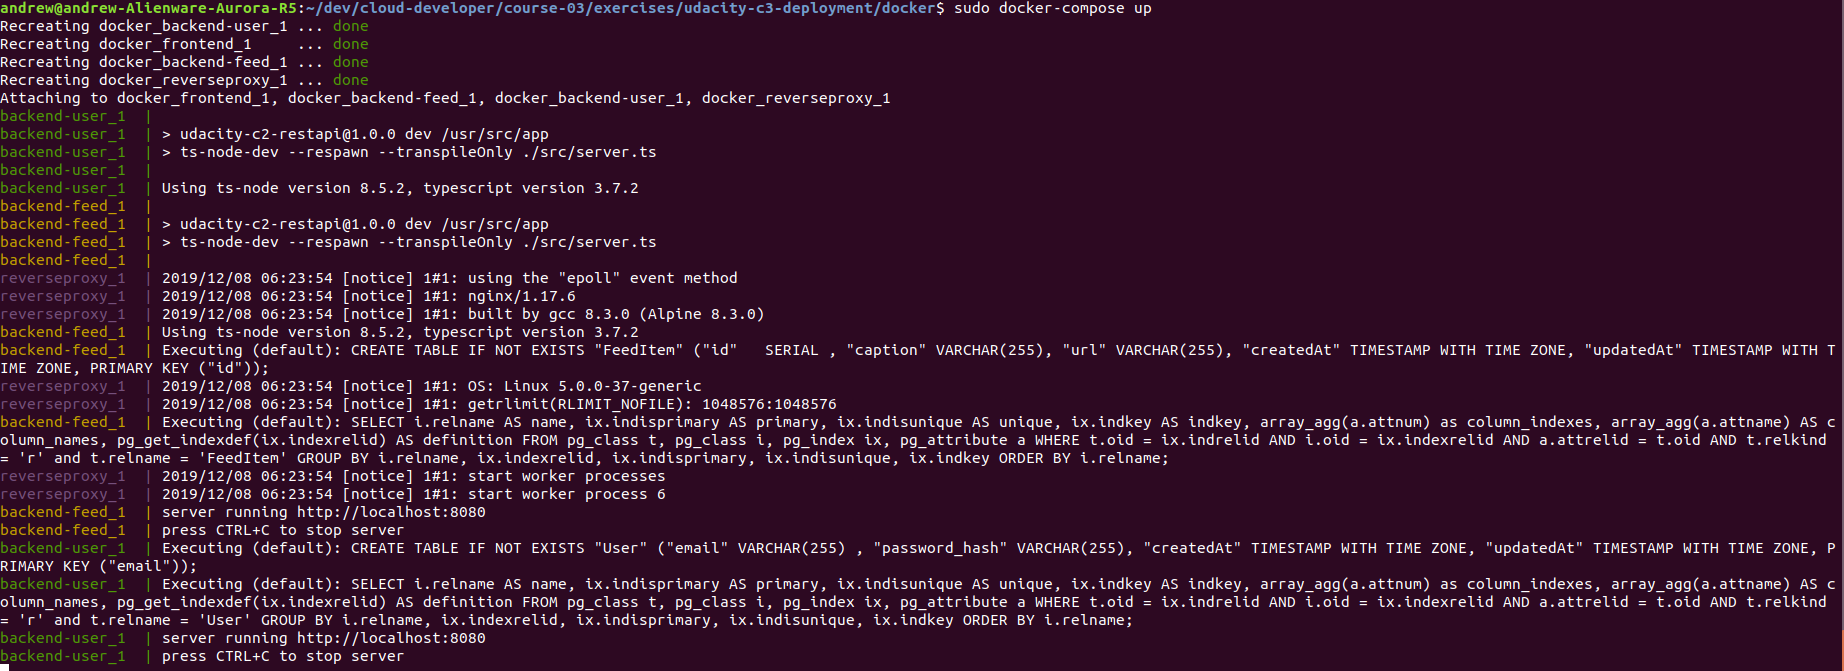 andrew@andrew-Alienware-Aurora-R5:~/dev/cloud-developer/course-03/exercises/udacity-c3-deployment/docker$ sudo docker-compose up
Recreating docker_backend-user_1 ... done
Recreating docker_frontend_1     ... done
Recreating docker_backend-feed_1 ... done
Recreating docker_reverseproxy_1 ... done
Attaching to docker_frontend_1, docker_backend-feed_1, docker_backend-user_1, docker_reverseproxy_1
backend-user_1  |
backend-user_1  | > udacity-c2-restapi@1.0.0 dev /usr/src/app
backend-user_1  | > ts-node-dev --respawn --transpileOnly ./src/server.ts
backend-user_1  |
backend-user_1  | Using ts-node version 8.5.2, typescript version 3.7.2
backend-feed_1  |
backend-feed_1  | > udacity-c2-restapi@1.0.0 dev /usr/src/app
backend-feed_1  | > ts-node-dev --respawn --transpileOnly ./src/server.ts
backend-feed_1  |
reverseproxy_1  | 2019/12/08 06:23:54 [notice] 1#1: using the "epoll" event method
reverseproxy_1  | 2019/12/08 06:23:54 [notice] 1#1: nginx/1.17.6
reverseproxy_1  | 2019/12/08 06:23:54 [notice] 1#1: built by gcc 8.3.0 (Alpine 8.3.0)
backend-feed_1  | Using ts-node version 8.5.2, typescript version 3.7.2
backend-feed_1  | Executing (default): CREATE TABLE IF NOT EXISTS "FeedItem" ("id"   SERIAL , "caption" VARCHAR(255), "url" VARCHAR(255), "createdAt" TIMESTAMP WITH TIME ZONE, "updatedAt" TIMESTAMP WITH T
IME ZONE, PRIMARY KEY ("id"));
reverseproxy_1  | 2019/12/08 06:23:54 [notice] 1#1: OS: Linux 5.0.0-37-generic
reverseproxy_1  | 2019/12/08 06:23:54 [notice] 1#1: getrlimit(RLIMIT_NOFILE): 1048576:1048576
backend-feed_1  | Executing (default): SELECT i.relname AS name, ix.indisprimary AS primary, ix.indisunique AS unique, ix.indkey AS indkey, array_agg(a.attnum) as column_indexes, array_agg(a.attname) AS c
olumn_names, pg_get_indexdef(ix.indexrelid) AS definition FROM pg_class t, pg_class i, pg_index ix, pg_attribute a WHERE t.oid = ix.indrelid AND i.oid = ix.indexrelid AND a.attrelid = t.oid AND t.relkind
= 'r' and t.relname = 'FeedItem' GROUP BY i.relname, ix.indexrelid, ix.indisprimary, ix.indisunique, ix.indkey ORDER BY i.relname;
reverseproxy_1  | 2019/12/08 06:23:54 [notice] 1#1: start worker processes
reverseproxy_1  | 2019/12/08 06:23:54 [notice] 1#1: start worker process 6
backend-feed_1  | server running http://localhost:8080
backend-feed_1  | press CTRL+C to stop server
backend-user_1  | Executing (default): CREATE TABLE IF NOT EXISTS "User" ("email" VARCHAR(255) , "password_hash" VARCHAR(255), "createdAt" TIMESTAMP WITH TIME ZONE, "updatedAt" TIMESTAMP WITH TIME ZONE, P
RIMARY KEY ("email"));
backend-user_1  | Executing (default): SELECT i.relname AS name, ix.indisprimary AS primary, ix.indisunique AS unique, ix.indkey AS indkey, array_agg(a.attnum) as column_indexes, array_agg(a.attname) AS c
olumn_names, pg_get_indexdef(ix.indexrelid) AS definition FROM pg_class t, pg_class i, pg_index ix, pg_attribute a WHERE t.oid = ix.indrelid AND i.oid = ix.indexrelid AND a.attrelid = t.oid AND t.relkind
= 'r' and t.relname = 'User' GROUP BY i.relname, ix.indexrelid, ix.indisprimary, ix.indisunique, ix.indkey ORDER BY i.relname;
backend-user_1  | server running http://localhost:8080
backend-user_1  | press CTRL+C to stop server